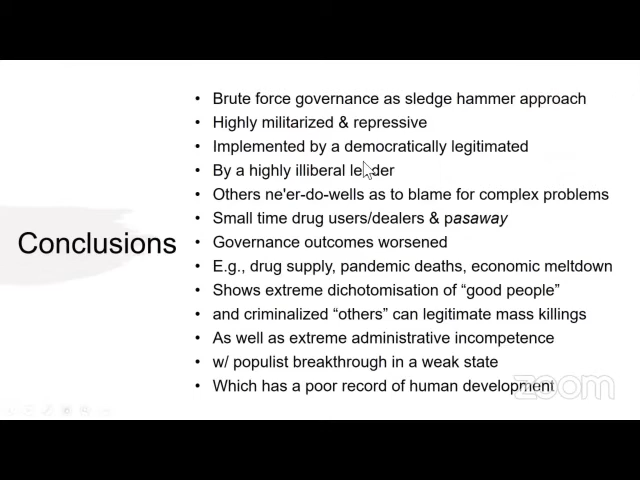 Conclusions
• Brute force governance as sledge hammer approach
• Highly militarized & repressive
• Implemented by a democratically legitimated
• By a highly illiberal leader
• Others ne'er-do-wells as to blame for complex problems
• Small time drug users/dealers & pasaway
• Governance outcomes worsened
• E.g., drug supply, pandemic deaths, economic meltdown
• Shows extreme dichotomisation of “good people”
• and criminalized “others” can legitimate mass killings
• As well as extreme administrative incompetence
• w/ populist breakthrough in a weak state
• Which has a poor record of human development
zoom